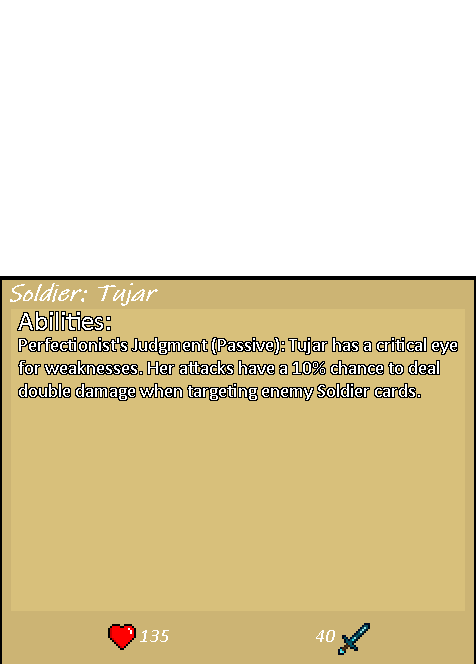 Soldier: Tujar
Abilities:
Perfectionist's Judgment (Passive): Tujar has a critical eye
for weaknesses. Her attacks have a 10% chance to deal
double damage when targeting enemy Soldier cards.
135 40